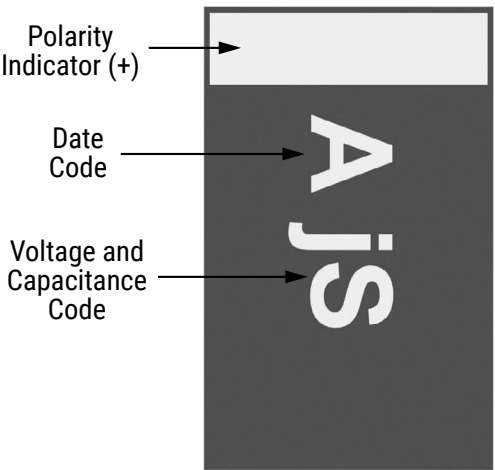 Polarity
Indicator (+)
Date
Code
Voltage and
Capacitance
Code
A jS